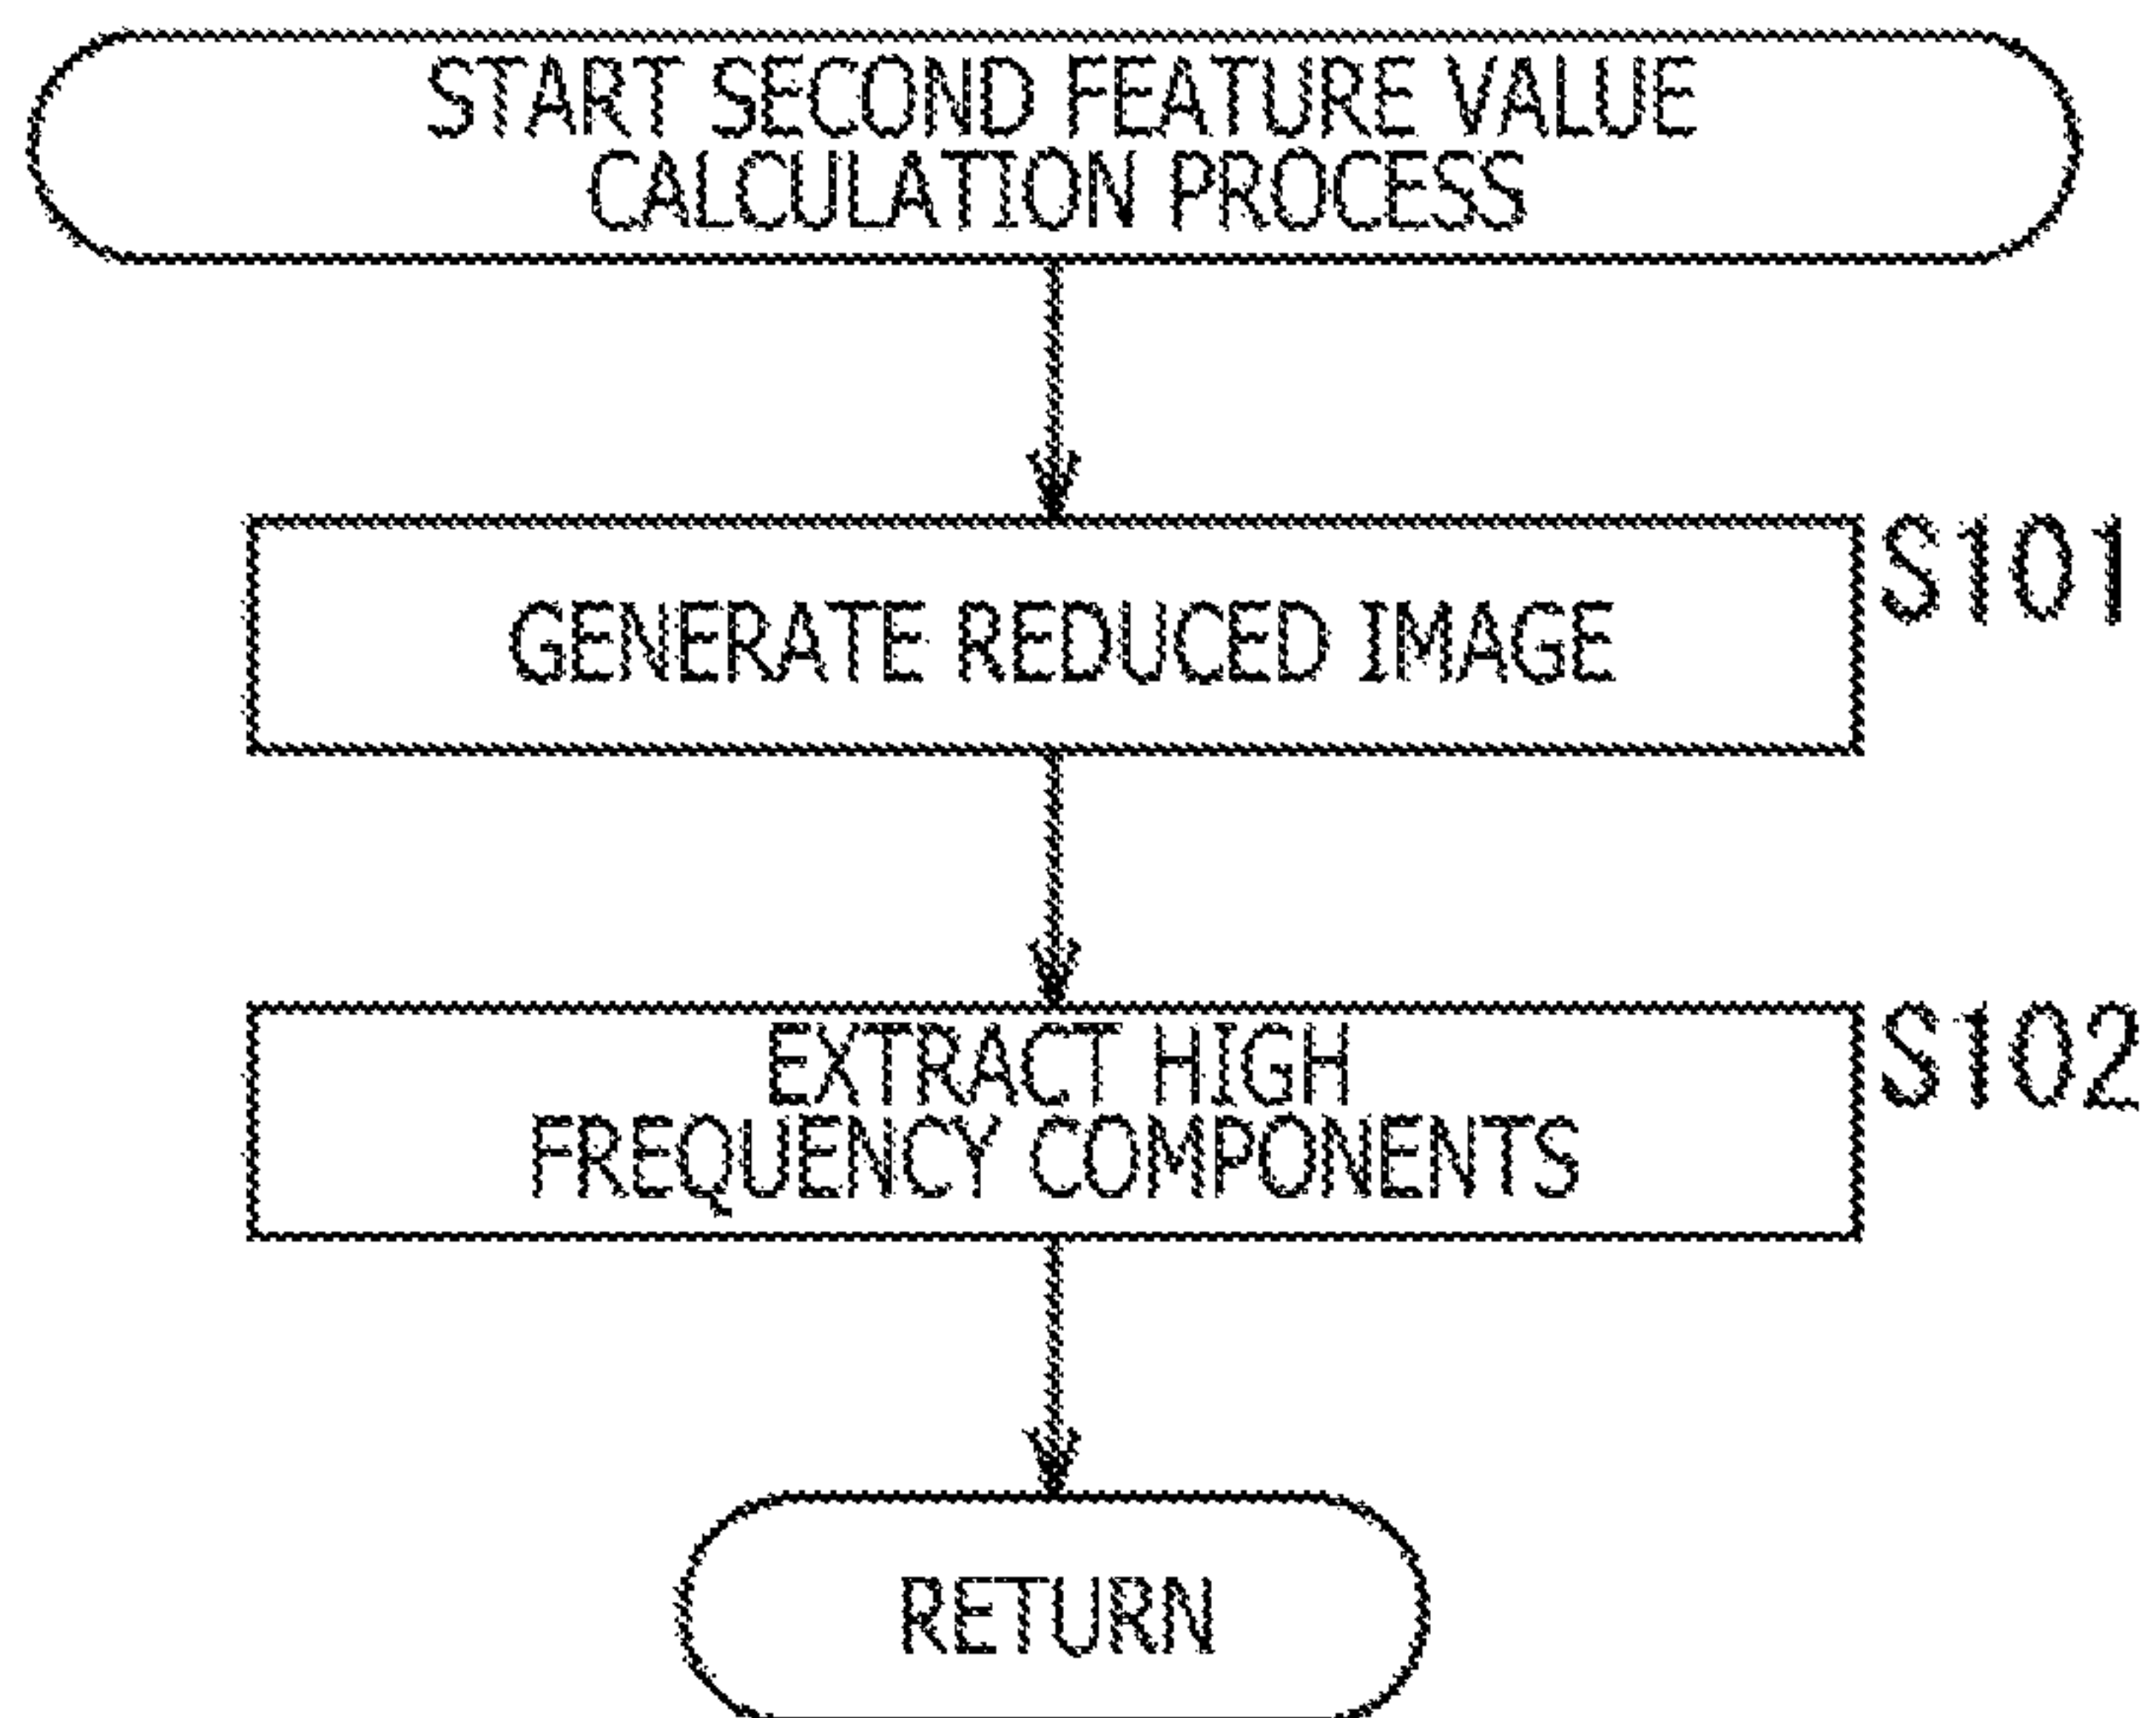 START SECOND FEATURE VALUE
CALCULATION PROCESS
S101
GENERATE REDUCED IMAGE
S102
EXTRACT HIGH
FREQUENCY COMPONENTS
RETURN